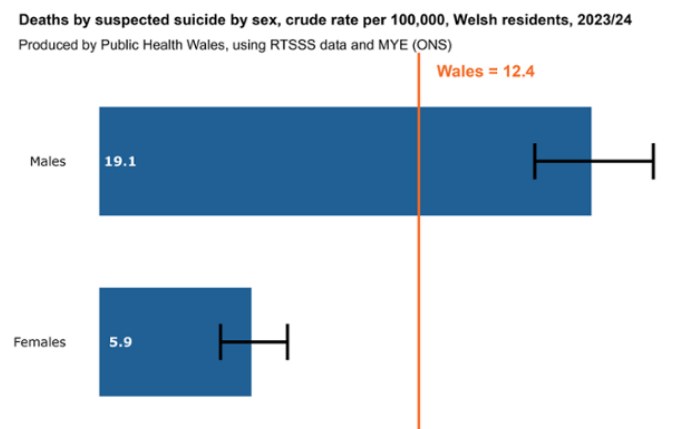 Deaths by suspected suicide by sex, crude rate per 100,000, Welsh residents, 2023/24
Produced by Public Health Wales, using RTSSS data and MYE (ONS)
Wales = 12.4
Males 19.1
Females 5.9